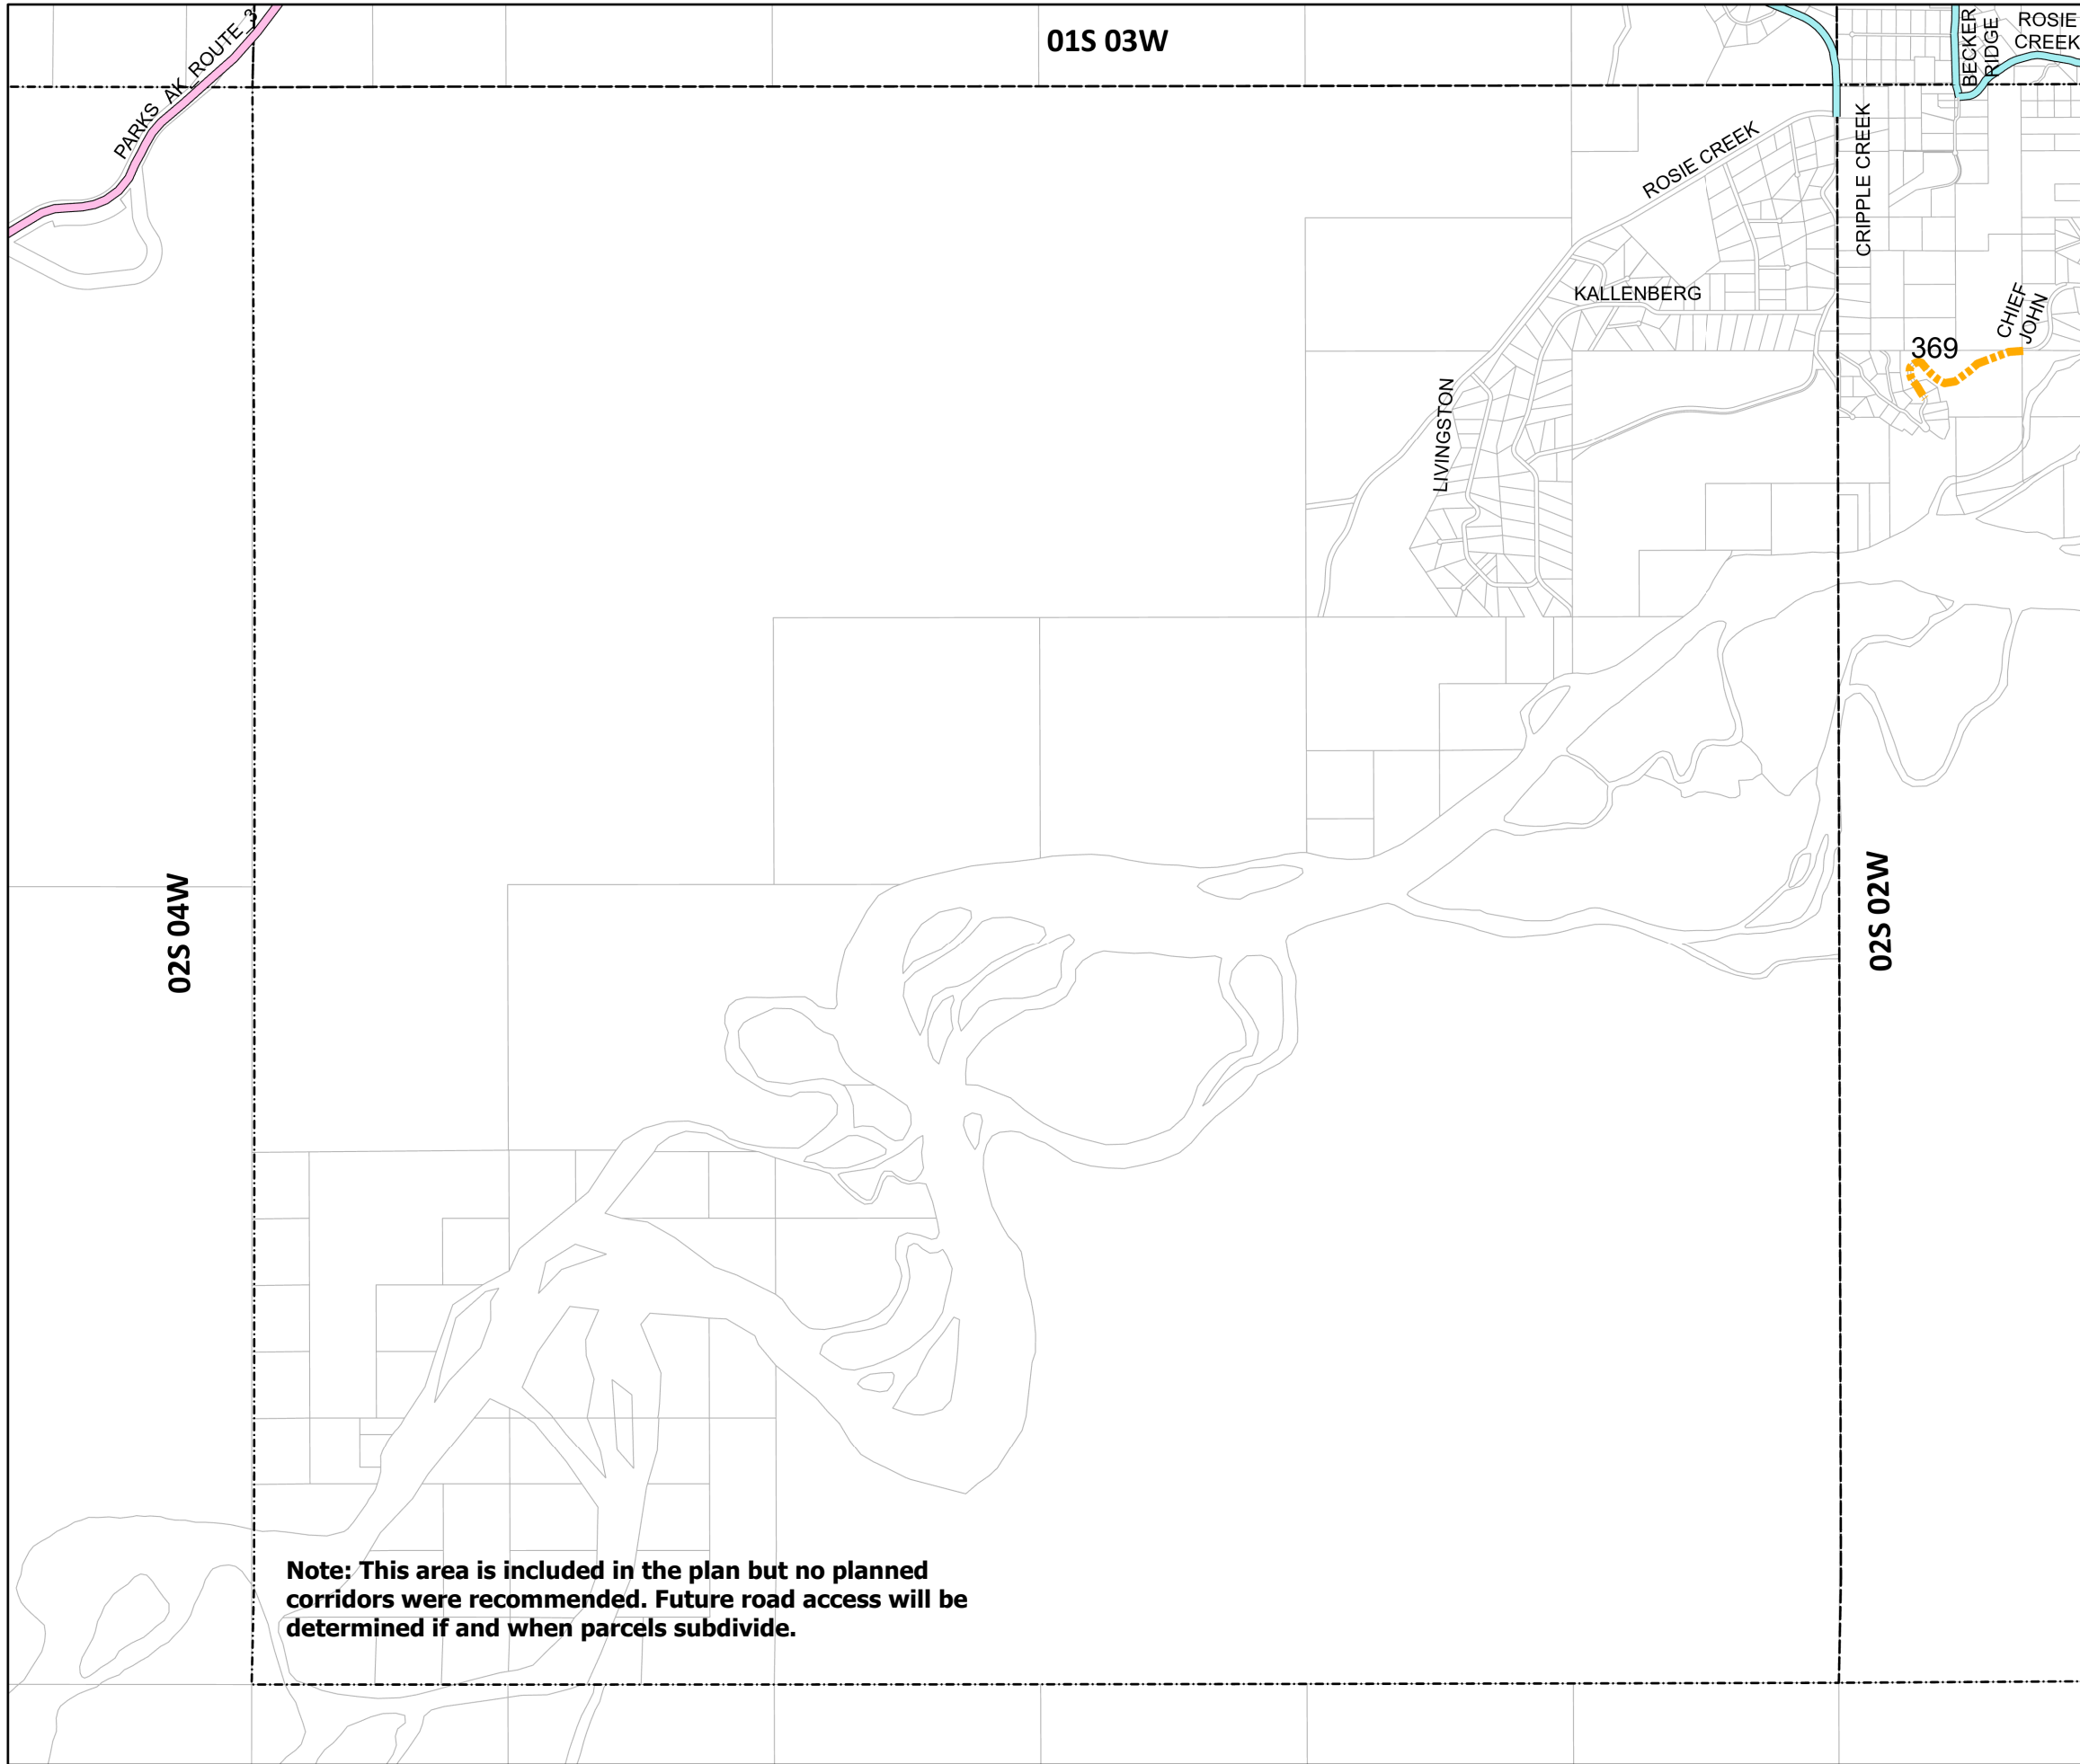 01S 03W
PARKS_AK_ROUTE_3
BECKER
RIDGE
ROSIE
CREEK
ROSIE CREEK
CRIPPLE CREEK
KALLENBERG
CHIEF
JOHN
369
LIVINGSTON
02S 04W
02S 02W
Note: This area is included in the plan but no planned
corridors were recommended. Future road access will be
determined if and when parcels subdivide.